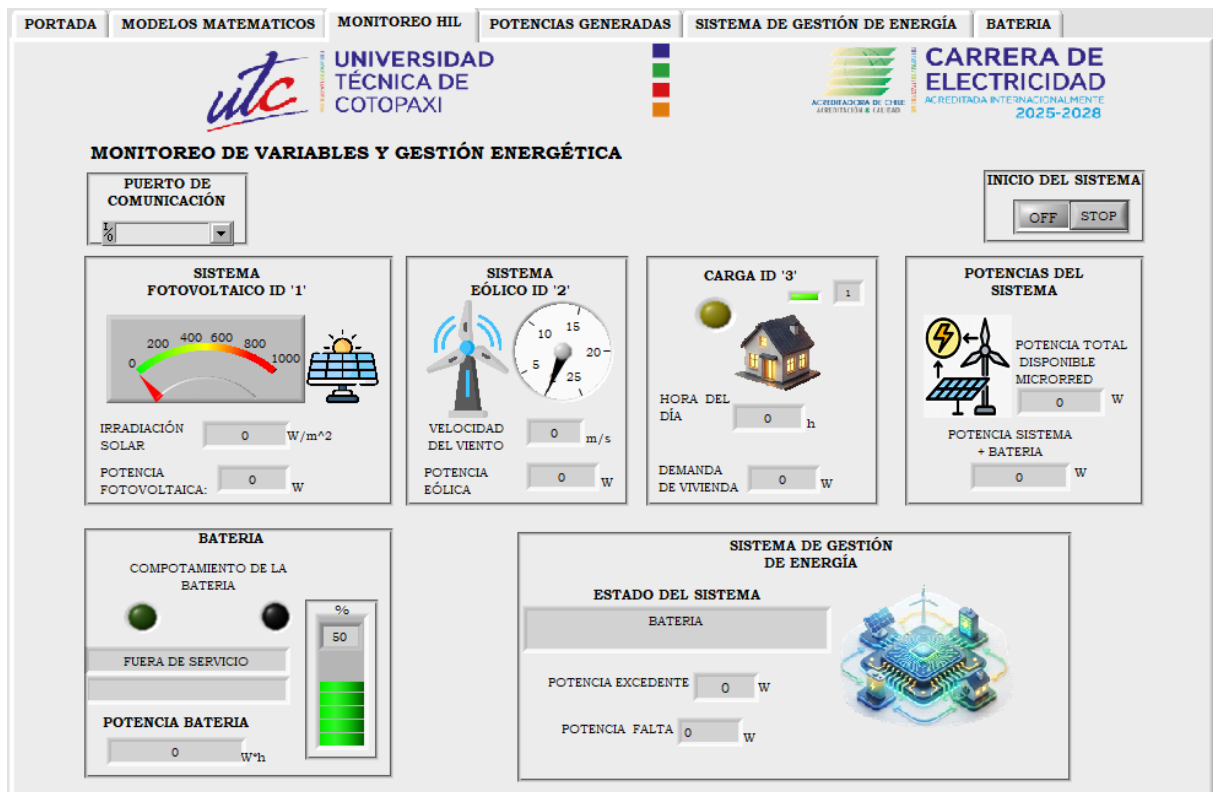 PORTADA
MODELOS MATEMATICOS
MONITOREO HIL
POTENCIAS GENERADAS
SISTEMA DE GESTIÓN DE ENERGÍA
BATERIA
utc
UNIVERSIDAD
TÉCNICA DE
COTOPAXI
ACREDITADORA DE CHILE
ACREDITACIÓN & CALIDAD
CARRERA DE
ELECTRICIDAD
ACREDITADA INTERNACIONALMENTE
2025-2028
MONITOREO DE VARIABLES Y GESTIÓN ENERGÉTICA
PUERTO DE
COMUNICACIÓN
I/O
INICIO DEL SISTEMA
OFF STOP
SISTEMA
FOTOVOLTAICO ID '1'
0 200 400 600 800 1000
IRRADIACIÓN
SOLAR
0 W/m^2
POTENCIA
FOTOVOLTAICA:
0 W
SISTEMA
EÓLICO ID '2'
5 10 15 20 25
VELOCIDAD
DEL VIENTO
0 m/s
POTENCIA
EÓLICA
0 W
CARGA ID '3'
1
HORA DEL
DÍA
0 h
DEMANDA
DE VIVIENDA
0 W
POTENCIAS DEL
SISTEMA
POTENCIA TOTAL
DISPONIBLE
MICRORRED
0 W
POTENCIA SISTEMA
+ BATERIA
0 W
BATERIA
COMPOTAMIENTO DE LA
BATERIA
%
50
FUERA DE SERVICIO
POTENCIA BATERIA
0 W*h
SISTEMA DE GESTIÓN
DE ENERGÍA
ESTADO DEL SISTEMA
BATERIA
POTENCIA EXCEDENTE 0 W
POTENCIA FALTA 0 W